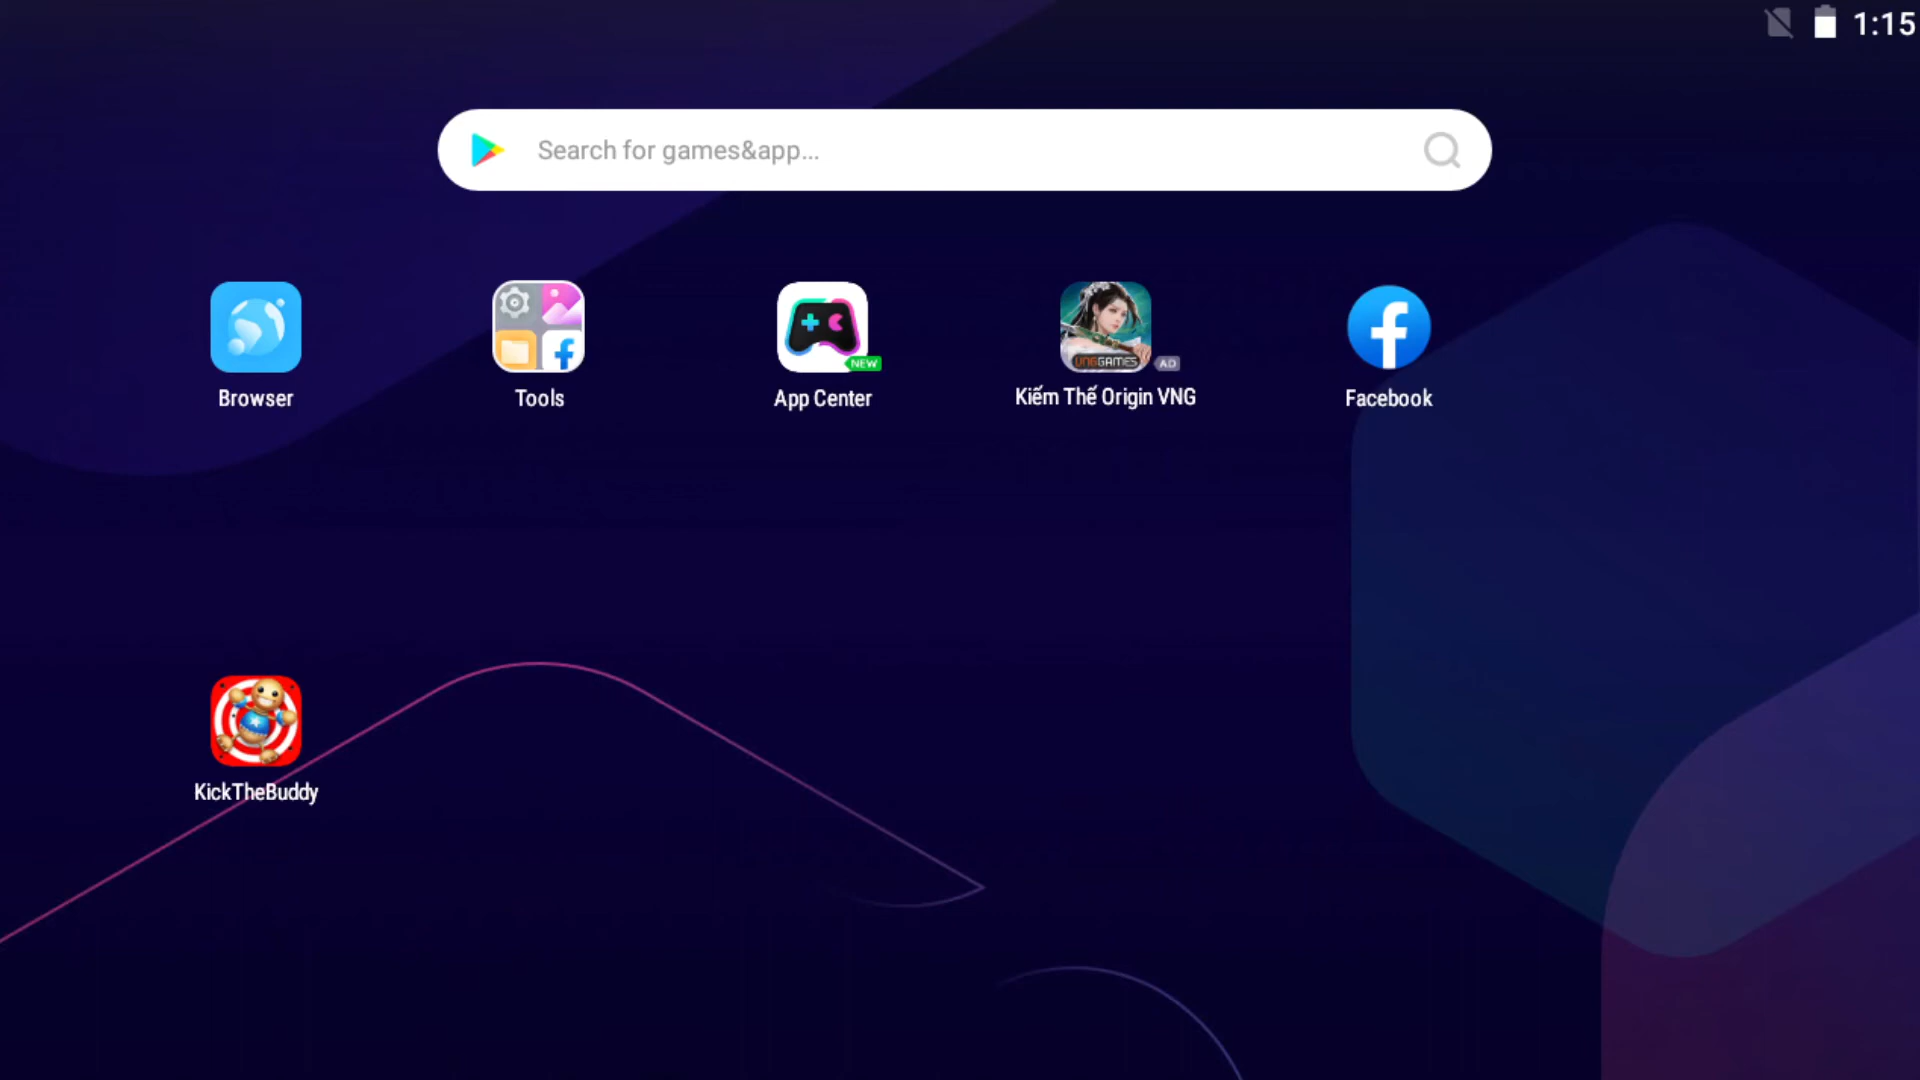 1:15
Search for games&app...
NEW
VNGGAMES
AD
Browser
Tools
App Center
Kiếm Thế Origin VNG
Facebook
KickTheBuddy